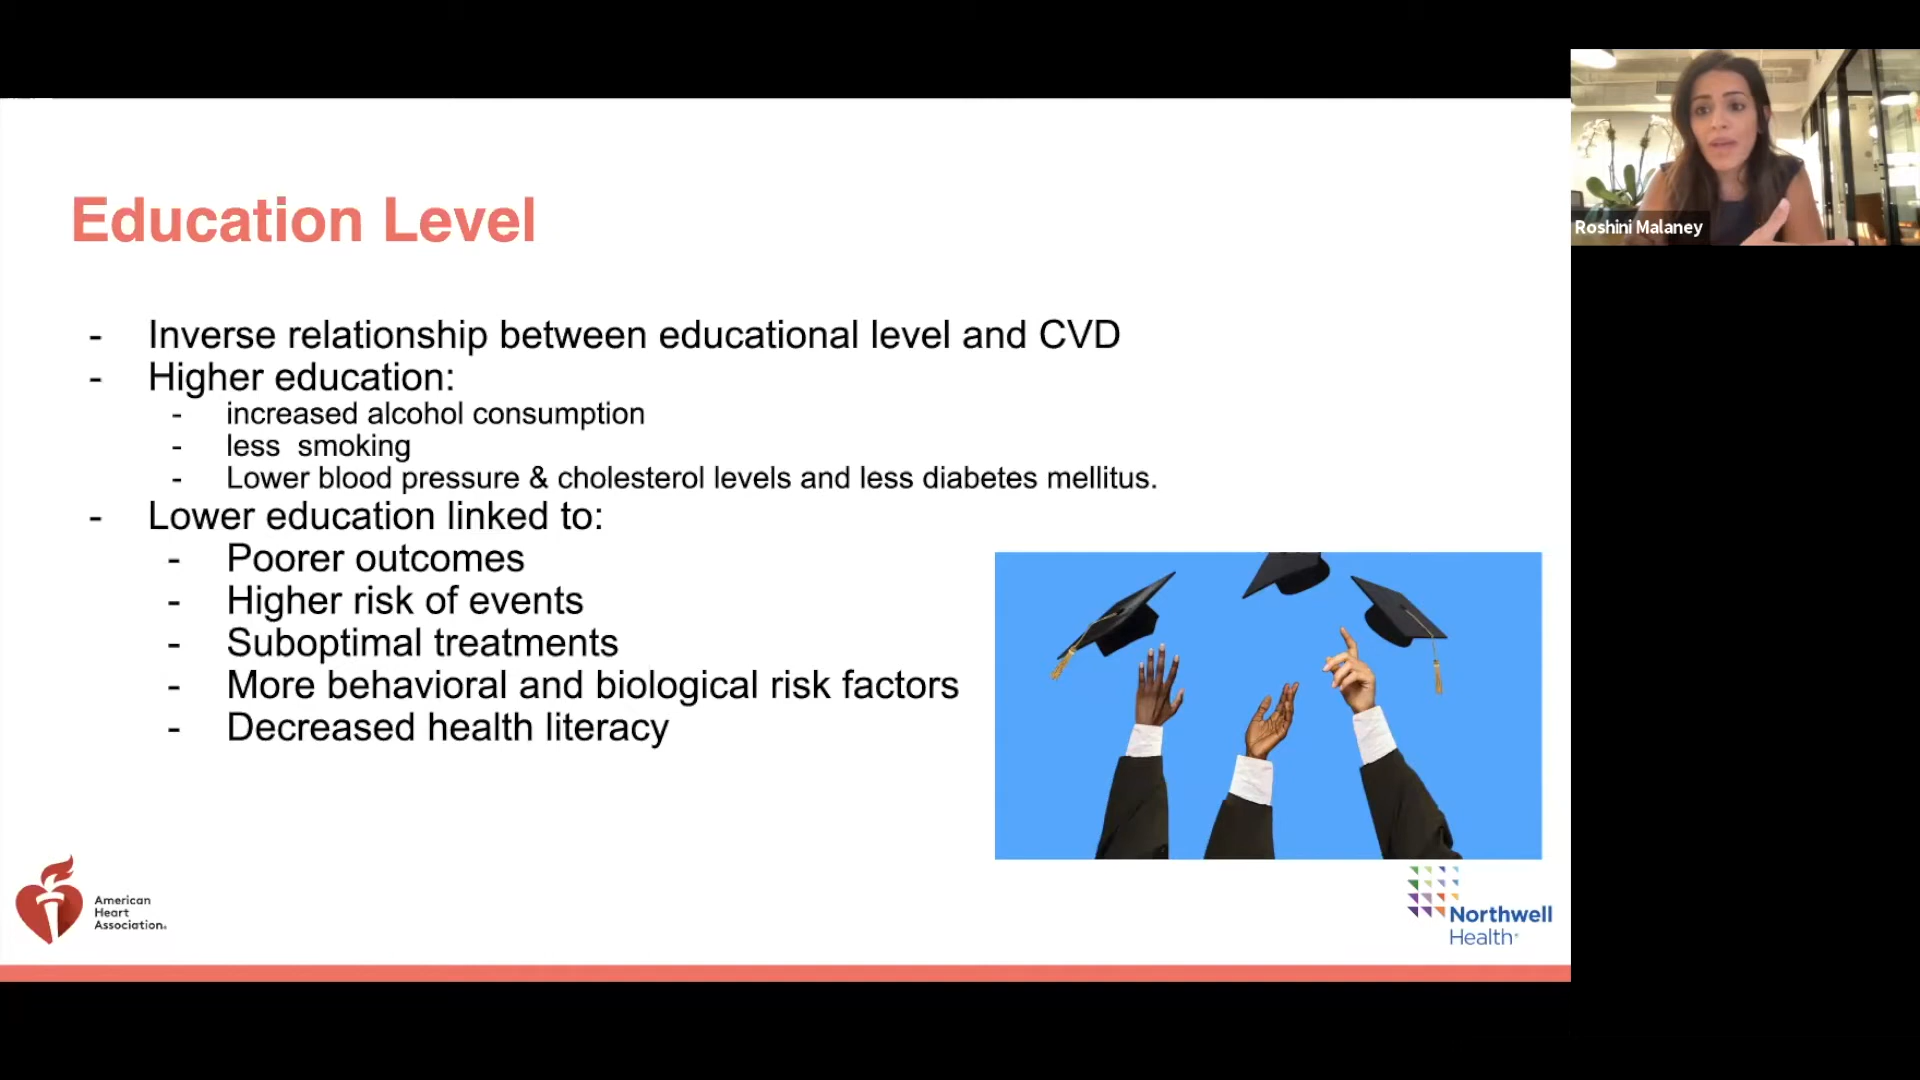 Education Level
- Inverse relationship between educational level and CVD
- Higher education:
- increased alcohol consumption
- less smoking
- Lower blood pressure & cholesterol levels and less diabetes mellitus.
- Lower education linked to:
- Poorer outcomes
- Higher risk of events
- Suboptimal treatments
- More behavioral and biological risk factors
- Decreased health literacy
American
Heart
Association.
Northwell
Health
Roshini Malaney